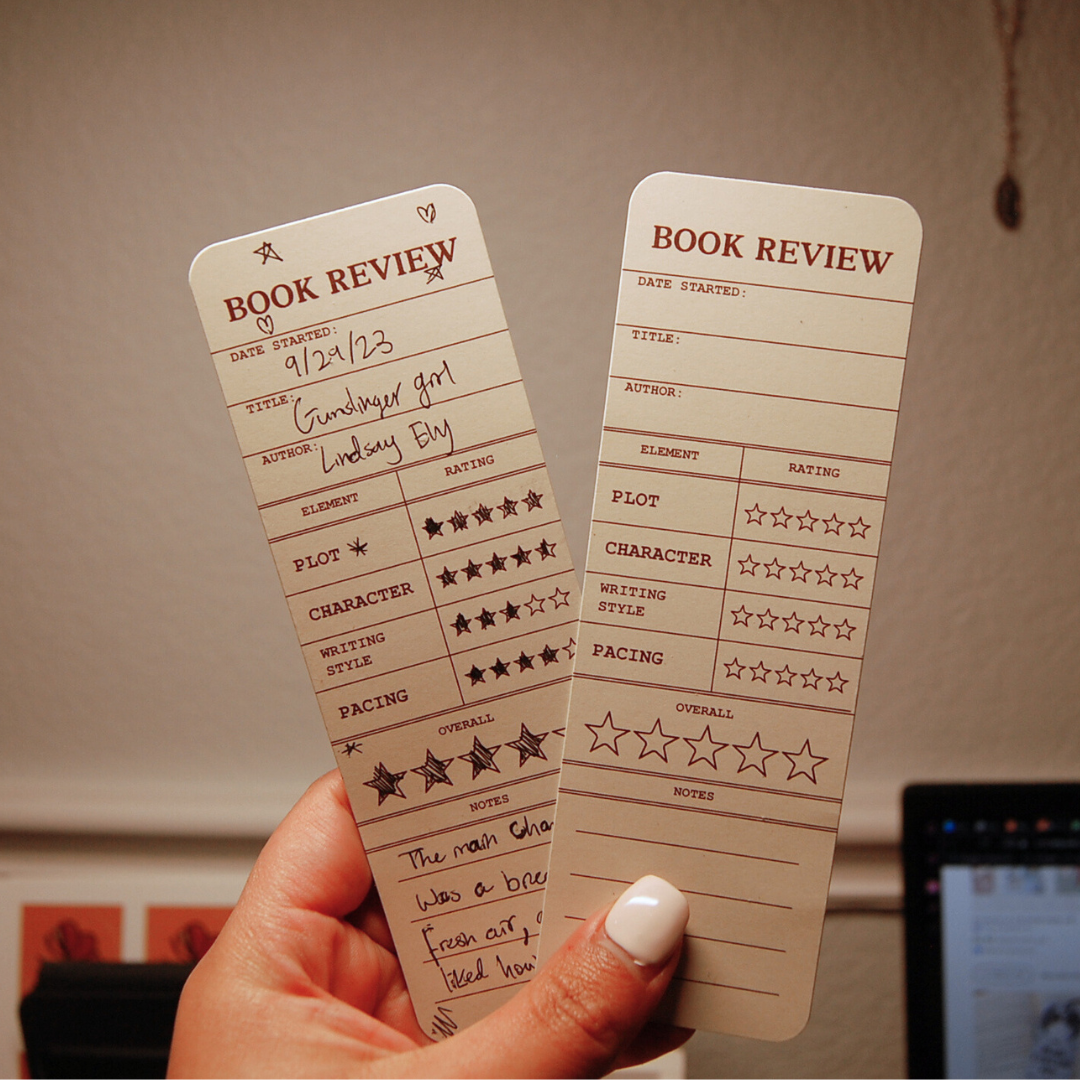 BOOK REVIEW
DATE STARTED:
9/29/23
TITLE: Gunslinger girl
AUTHOR: Lindsay Ely
ELEMENT RATING
PLOT
CHARACTER
WRITING
STYLE
PACING
OVERALL
NOTES
The main Cha
Was a bre
Fresh air,
liked how
BOOK REVIEW
DATE STARTED:
TITLE:
AUTHOR:
ELEMENT RATING
PLOT
CHARACTER
WRITING
STYLE
PACING
OVERALL
NOTES